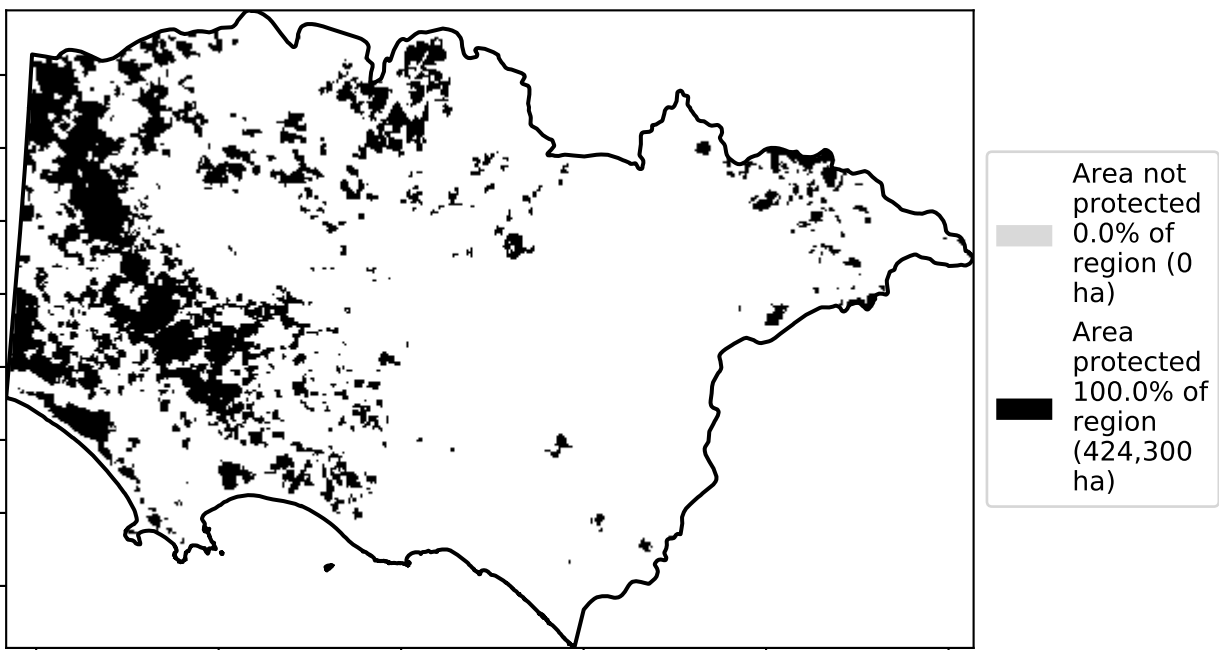 Area not
protected
0.0% of
region (0
ha)
Area
protected
100.0% of
region
(424,300
ha)